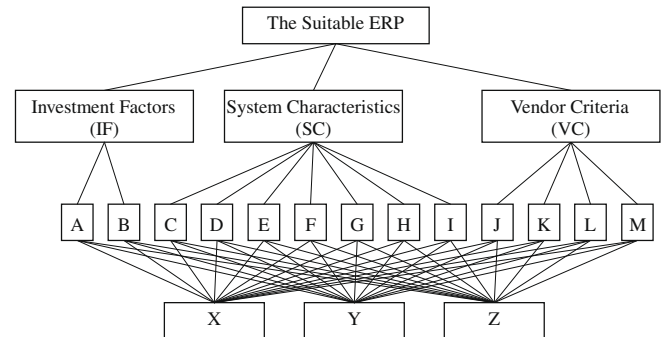 The Suitable ERP
Investment Factors
(IF)
System Characteristics
(SC)
Vendor Criteria
(VC)
A B C D E F G H I J K L M
X Y Z